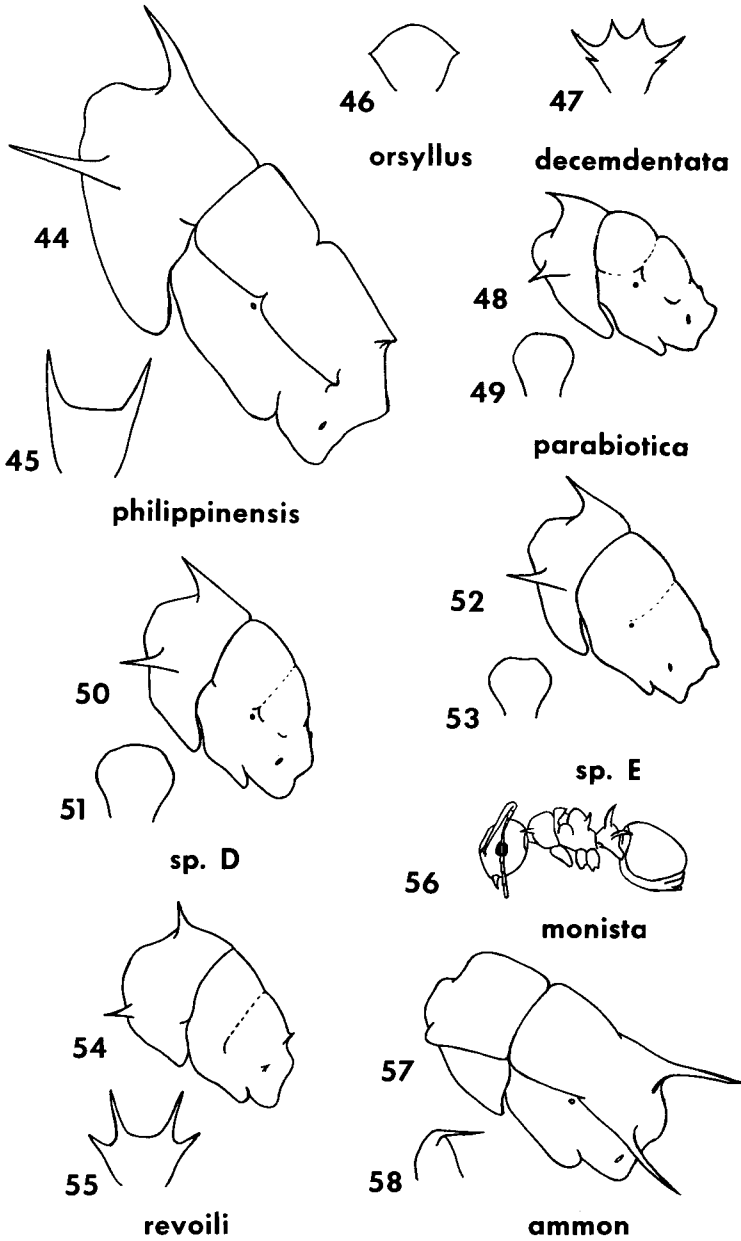 46
47
orsyllus
decemdentata
44
48
49
45
parabiotica
philippinensis
52
50
53
51
sp. E
sp. D
56
monista
54
57
55
58
revoili
ammon